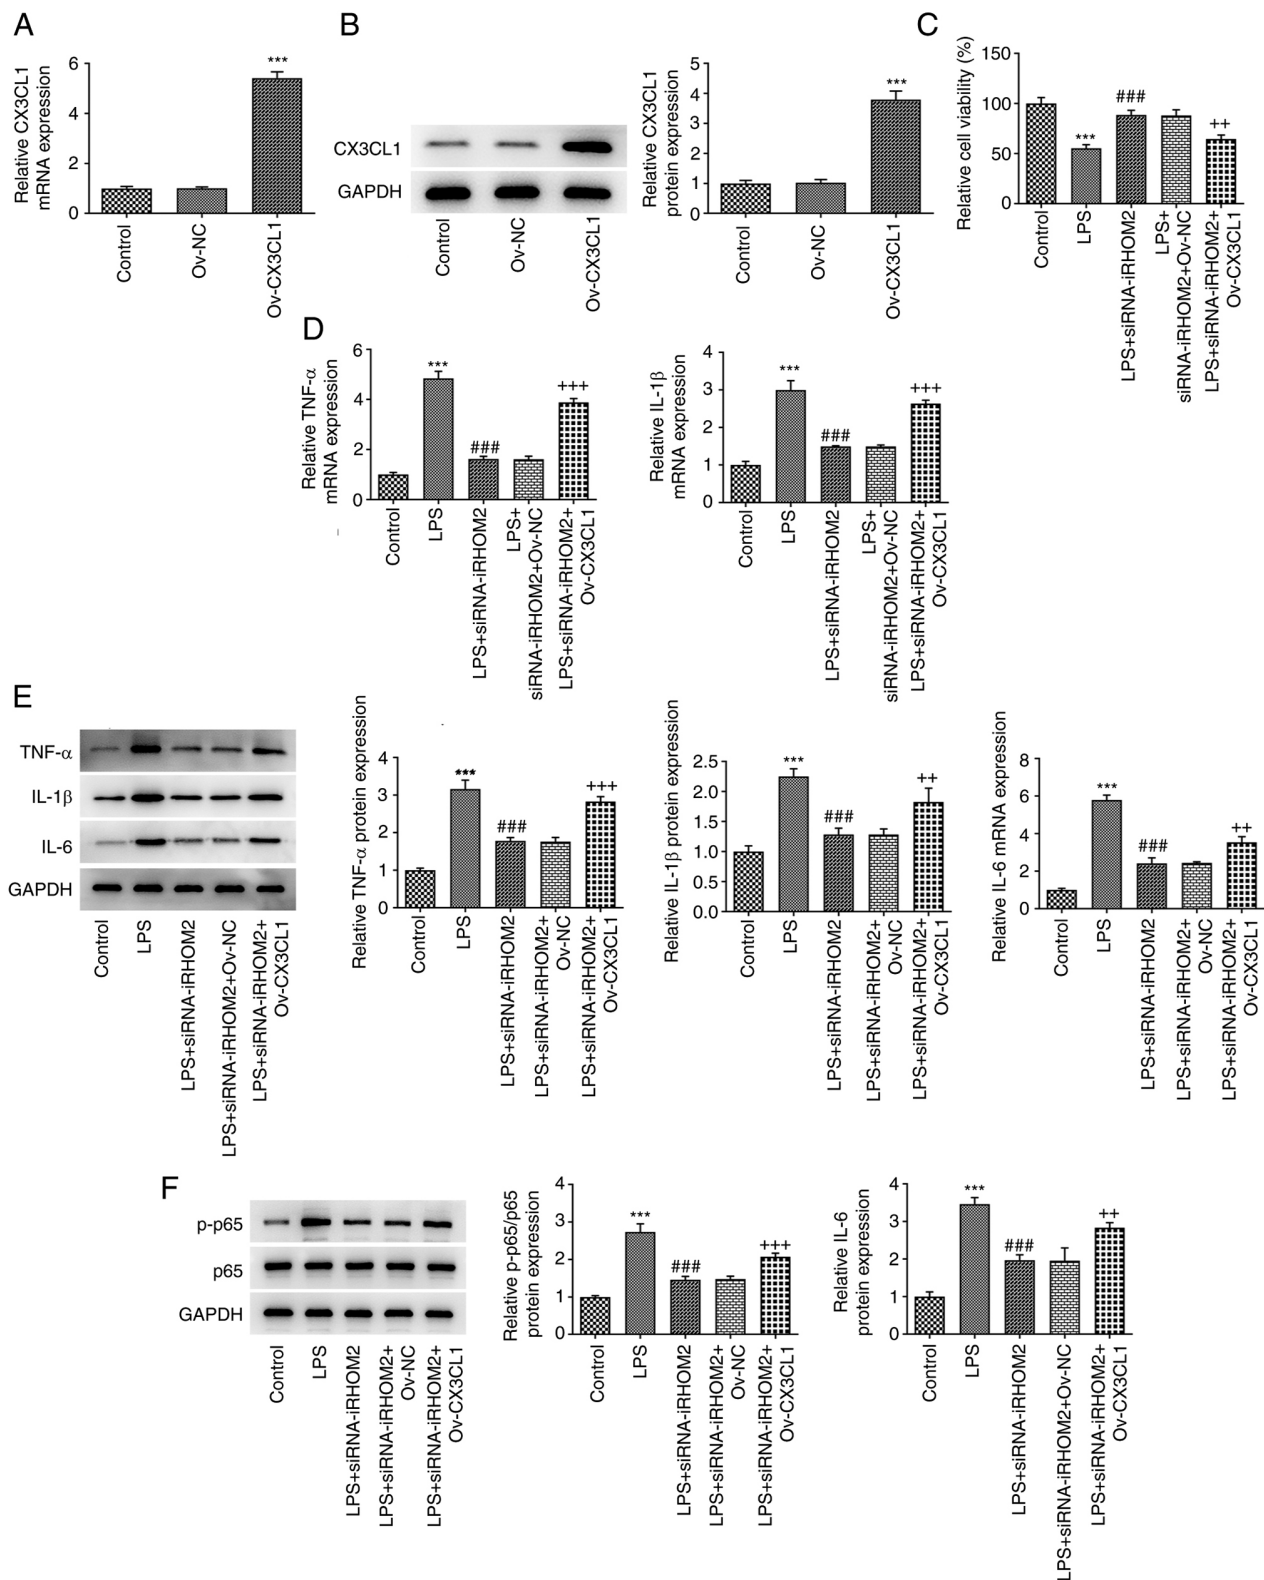 A
Relative CX3CL1
mRNA expression
6
4
2
0
***
Control
Ov-NC
Ov-CX3CL1
B
CX3CL1
GAPDH
Control
Ov-NC
Ov-CX3CL1
Relative CX3CL1
protein expression
5
4
3
2
1
0
***
Control
Ov-NC
Ov-CX3CL1
C
Relative cell viability (%)
150
100
50
0
***
###
++
Control
LPS
LPS+siRNA-iRHOM2
LPS+
siRNA-iRHOM2+Ov-NC
LPS+siRNA-iRHOM2+
Ov-CX3CL1
D
Relative TNF-α
mRNA expression
6
4
2
0
***
###
+++
Control
LPS
LPS+siRNA-iRHOM2
LPS+
siRNA-iRHOM2+Ov-NC
LPS+siRNA-iRHOM2+
Ov-CX3CL1
Relative IL-1β
mRNA expression
4
3
2
1
0
***
###
+++
Control
LPS
LPS+siRNA-iRHOM2
LPS+
siRNA-iRHOM2+Ov-NC
LPS+siRNA-iRHOM2+
Ov-CX3CL1
E
TNF-α
IL-1β
IL-6
GAPDH
Control
LPS
LPS+siRNA-iRHOM2
LPS+siRNA-iRHOM2+Ov-NC
LPS+siRNA-iRHOM2+
Ov-CX3CL1
Relative TNF-α protein expression
4
3
2
1
0
***
###
+++
Control
LPS
LPS+siRNA-iRHOM2
LPS+siRNA-iRHOM2+
Ov-NC
LPS+siRNA-iRHOM2+
Ov-CX3CL1
Relative IL-1β protein expression
2.5
2.0
1.5
1.0
0.5
0.0
***
###
++
Control
LPS
LPS+siRNA-iRHOM2
LPS+siRNA-iRHOM2+
Ov-NC
LPS+siRNA-iRHOM2+
Ov-CX3CL1
Relative IL-6 mRNA expression
8
6
4
2
0
***
###
++
Control
LPS
LPS+siRNA-iRHOM2
LPS+siRNA-iRHOM2+
Ov-NC
LPS+siRNA-iRHOM2+
Ov-CX3CL1
F
p-p65
p65
GAPDH
Control
LPS
LPS+siRNA-iRHOM2
LPS+siRNA-iRHOM2+
Ov-NC
LPS+siRNA-iRHOM2+
Ov-CX3CL1
Relative p-p65/p65
protein expression
4
3
2
1
0
***
###
+++
Control
LPS
LPS+siRNA-iRHOM2
LPS+siRNA-iRHOM2+
Ov-NC
LPS+siRNA-iRHOM2+
Ov-CX3CL1
Relative IL-6
protein expression
4
3
2
1
0
***
###
++
Control
LPS
LPS+siRNA-iRHOM2
LPS+siRNA-iRHOM2+Ov-NC
LPS+siRNA-iRHOM2+
Ov-CX3CL1